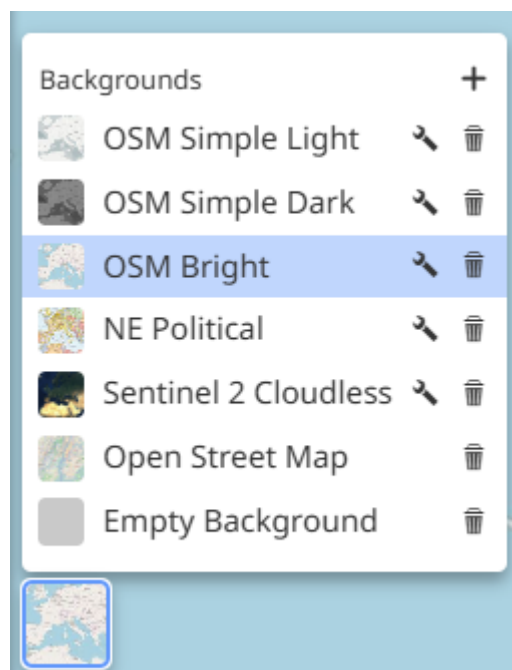 Backgrounds
OSM Simple Light
OSM Simple Dark
OSM Bright
NE Political
Sentinel 2 Cloudless
Open Street Map
Empty Background